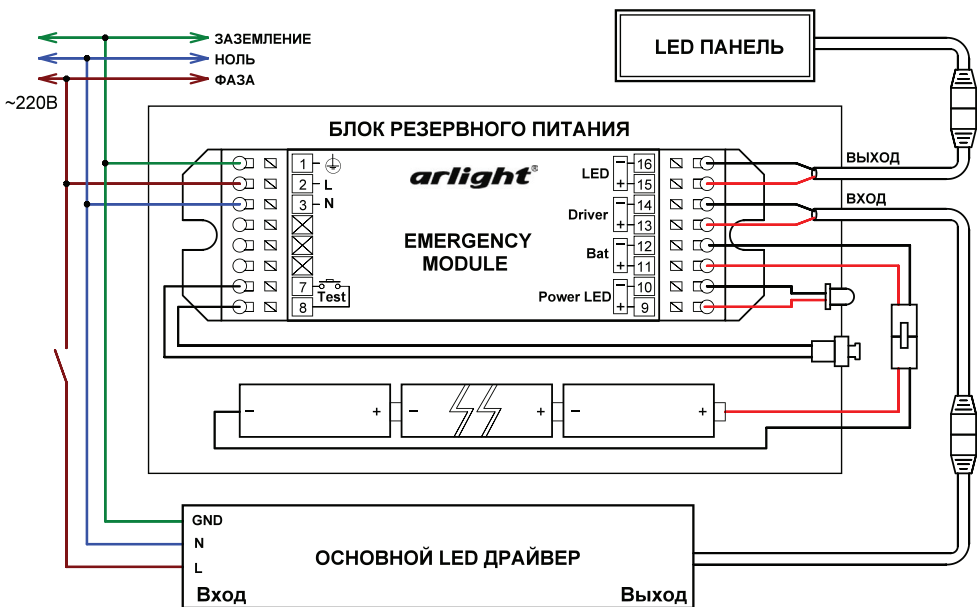 ЗАЗЕМЛЕНИЕ
НОЛЬ
ФАЗА
~220В
LED ПАНЕЛЬ
БЛОК РЕЗЕРВНОГО ПИТАНИЯ
1
2 L
3 N
7
Test
8
arlight®
EMERGENCY
MODULE
LED
− 16
+ 15
Driver
− 14
+ 13
Bat
− 12
+ 11
Power LED
− 10
+ 9
ВЫХОД
ВХОД
− +
− +
− +
GND
N
L
Вход
ОСНОВНОЙ LED ДРАЙВЕР
Выход